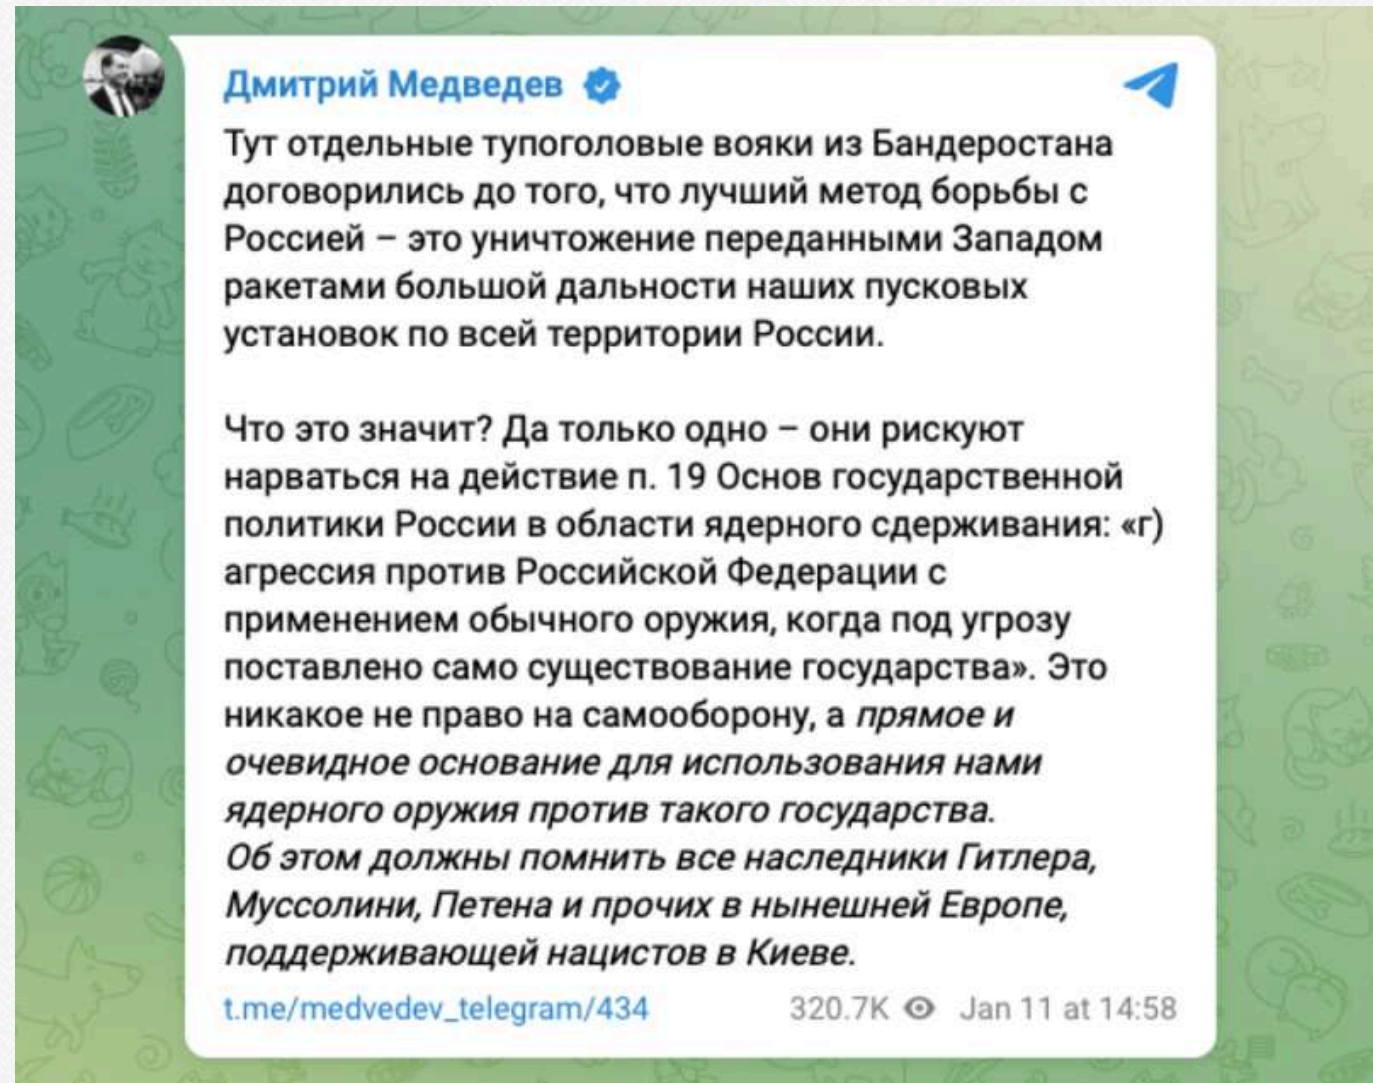 Дмитрий Медведев
Тут отдельные тупоголовые вояки из Бандеростана
договорились до того, что лучший метод борьбы с
Россией – это уничтожение переданными Западом
ракетами большой дальности наших пусковых
установок по всей территории России.
Что это значит? Да только одно – они рискуют
нарваться на действие п. 19 Основ государственной
политики России в области ядерного сдерживания: «г)
агрессия против Российской Федерации с
применением обычного оружия, когда под угрозу
поставлено само существование государства». Это
никакое не право на самооборону, а прямое и
очевидное основание для использования нами
ядерного оружия против такого государства.
Об этом должны помнить все наследники Гитлера,
Муссолини, Петена и прочих в нынешней Европе,
поддерживающей нацистов в Киеве.
t.me/medvedev_telegram/434 320.7K Jan 11 at 14:58